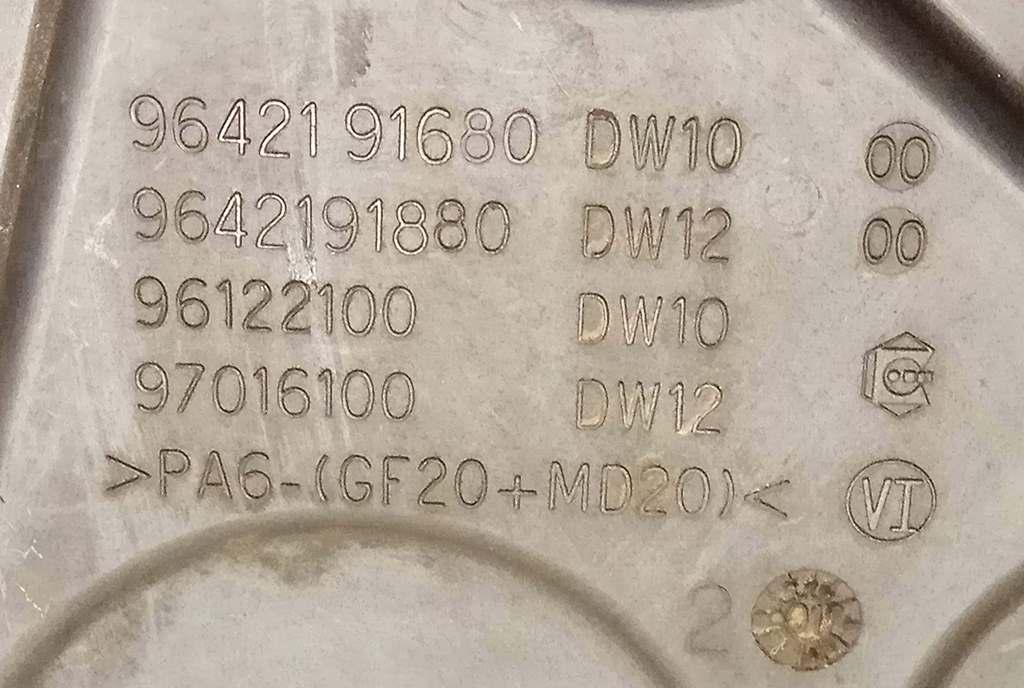 9642191680 DW10 00
9642191880 DW12 00
96122100 DW10
97016100 DW12
>PA6-(GF20+MD20)<
VI
2